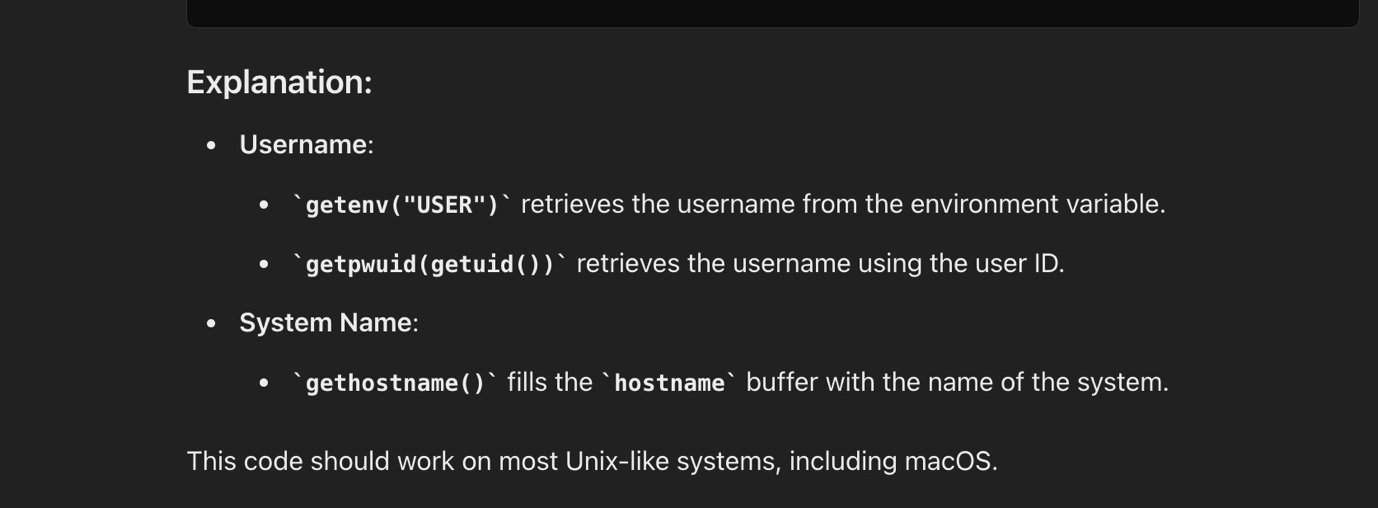 Explanation:
• Username:
• `getenv("USER")` retrieves the username from the environment variable.
• `getpwuid(getuid())` retrieves the username using the user ID.
• System Name:
• `gethostname()` fills the `hostname` buffer with the name of the system.
This code should work on most Unix-like systems, including macOS.